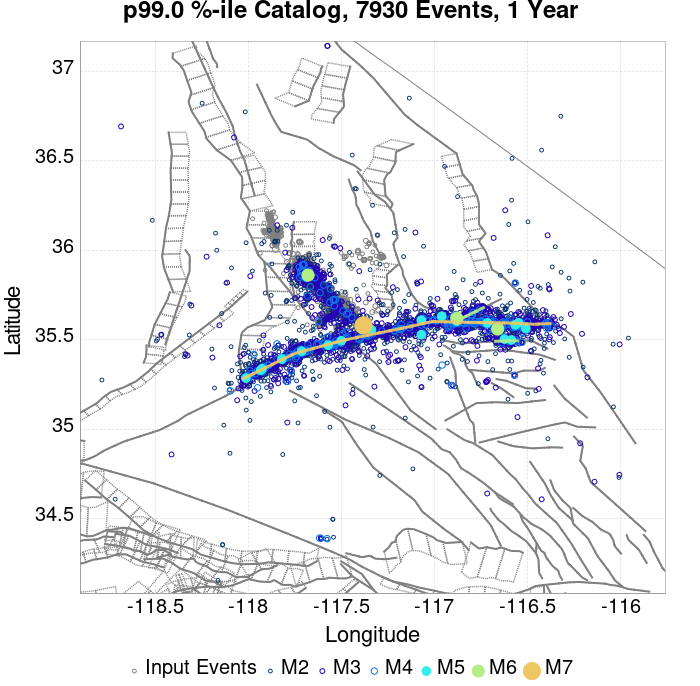 p99.0 %-ile Catalog, 7930 Events, 1 Year
37
36.5
36
35.5
35
34.5
Latitude
-118.5 -118 -117.5 -117 -116.5 -116
Longitude
Input Events M2 M3 M4 M5 M6 M7